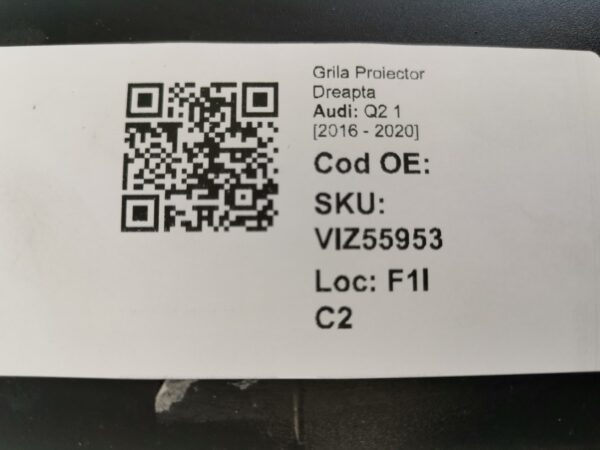 Grila Proiector
Dreapta
Audi: Q2 1
[2016 - 2020]
Cod OE:
SKU:
VIZ55953
Loc: F1I
C2